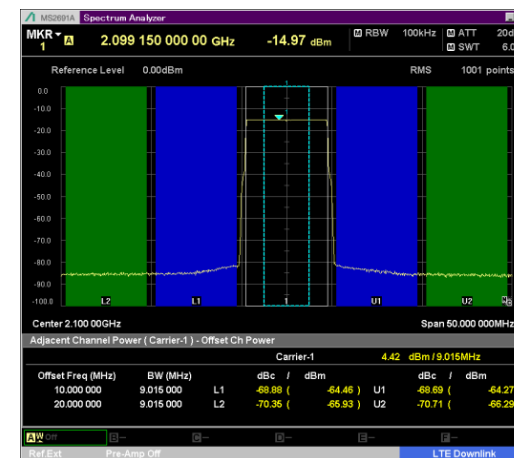 MS2691A Spectrum Analyzer
MKR A 2.099 150 000 00 GHz -14.97 dBm M RBW 100kHz M ATT 20d
1 M SWT 6.0
Reference Level 0.00dBm RMS 1001 points
1
0.0
-10.0
-20.0
-30.0
-40.0
-50.0
-60.0
-70.0
-80.0
-90.0
-100.0 L2 L1 1 U1 U2
Center 2.100 00GHz Span 50.000 000MHz
Adjacent Channel Power ( Carrier-1 ) - Offset Ch Power
Carrier-1 4.42 dBm / 9.015MHz
Offset Freq (MHz) BW (MHz) dBc / dBm dBc / dBm
10.000 000 9.015 000 L1 -68.88 ( -64.46 ) U1 -68.69 ( -64.27
20.000 000 9.015 000 L2 -70.35 ( -65.93 ) U2 -70.71 ( -66.29
A W Off B-- C-- D-- E-- F--
Ref.Ext Pre-Amp Off LTE Downlink